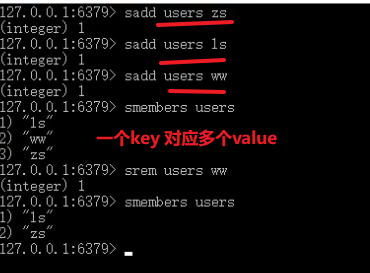 127.0.0.1:6379> sadd users zs
(integer) 1
127.0.0.1:6379> sadd users ls
(integer) 1
127.0.0.1:6379> sadd users ww
(integer) 1
127.0.0.1:6379> smembers users
1) "ls"
2) "ww"
3) "zs"
一个key 对应多个value
127.0.0.1:6379> srem users ww
(integer) 1
127.0.0.1:6379> smembers users
1) "ls"
2) "zs"
127.0.0.1:6379>